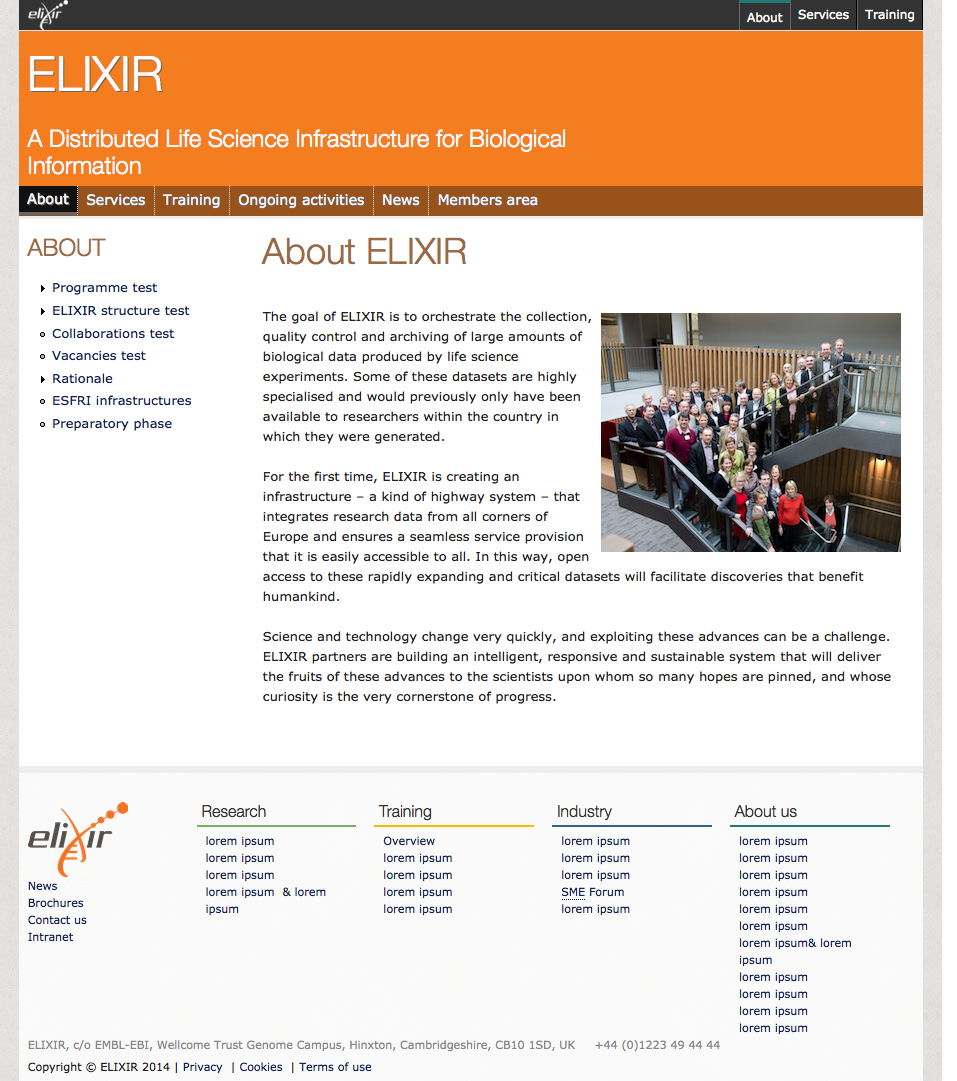 elixir
About Services Training
ELIXIR
A Distributed Life Science Infrastructure for Biological
Information
About Services Training Ongoing activities News Members area
ABOUT
Programme test
ELIXIR structure test
Collaborations test
Vacancies test
Rationale
ESFRI infrastructures
Preparatory phase
About ELIXIR
The goal of ELIXIR is to orchestrate the collection,
quality control and archiving of large amounts of
biological data produced by life science
experiments. Some of these datasets are highly
specialised and would previously only have been
available to researchers within the country in
which they were generated.
For the first time, ELIXIR is creating an
infrastructure – a kind of highway system – that
integrates research data from all corners of
Europe and ensures a seamless service provision
that it is easily accessible to all. In this way, open
access to these rapidly expanding and critical datasets will facilitate discoveries that benefit
humankind.
Science and technology change very quickly, and exploiting these advances can be a challenge.
ELIXIR partners are building an intelligent, responsive and sustainable system that will deliver
the fruits of these advances to the scientists upon whom so many hopes are pinned, and whose
curiosity is the very cornerstone of progress.
elixir
News
Brochures
Contact us
Intranet
Research
lorem ipsum
lorem ipsum
lorem ipsum
lorem ipsum & lorem
ipsum
Training
Overview
lorem ipsum
lorem ipsum
lorem ipsum
lorem ipsum
Industry
lorem ipsum
lorem ipsum
lorem ipsum
SME Forum
lorem ipsum
About us
lorem ipsum
lorem ipsum
lorem ipsum
lorem ipsum
lorem ipsum
lorem ipsum
lorem ipsum& lorem
ipsum
lorem ipsum
lorem ipsum
lorem ipsum
lorem ipsum
ELIXIR, c/o EMBL-EBI, Wellcome Trust Genome Campus, Hinxton, Cambridgeshire, CB10 1SD, UK +44 (0)1223 49 44 44
Copyright © ELIXIR 2014 | Privacy | Cookies | Terms of use